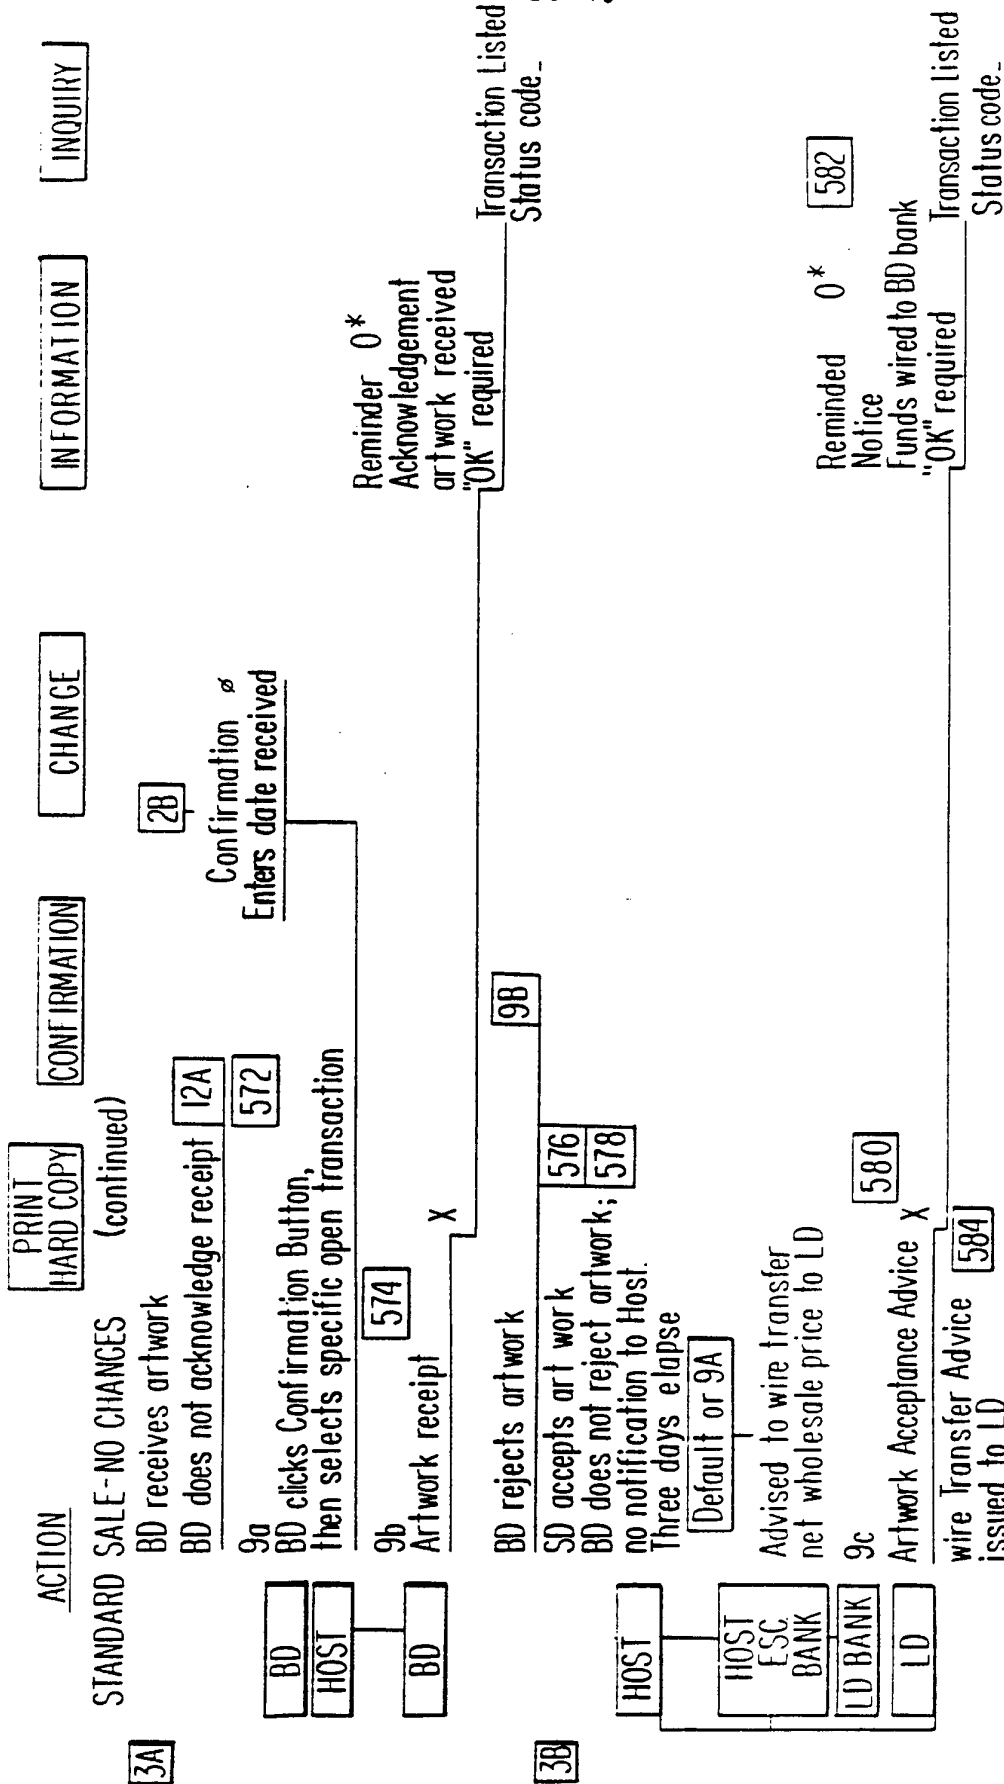 ACTION
PRINT
HARD COPY
CONFIRMATION
CHANGE
INFORMATION
INQUIRY
STANDARD SALE-NO CHANGES (continued)
3A
BD receives artwork
2B
BD does not acknowledge receipt 12A
572
Confirmation ø
Enters date received
9a
BD
BD clicks Confirmation Button,
HOST
then selects specific open transaction
574
Reminder O*
Acknowledgement
artwork received
"OK" required
9b
BD
Artwork receipt X
Transaction Listed
Status code_
BD rejects artwork
9B
3B
SD accepts art work 576
BD does not reject artwork; 578
no notification to Host.
Three days elapse
HOST
Default or 9A
HOST
ESC.
BANK
Advised to wire transfer
net wholesale price to LD
LD BANK
9c
580
Reminded O*
582
Notice
Funds wired to BD bank
"OK" required
LD
Artwork Acceptance Advice X
Transaction Listed
Status code_
584
wire Transfer Advice
issued to LD